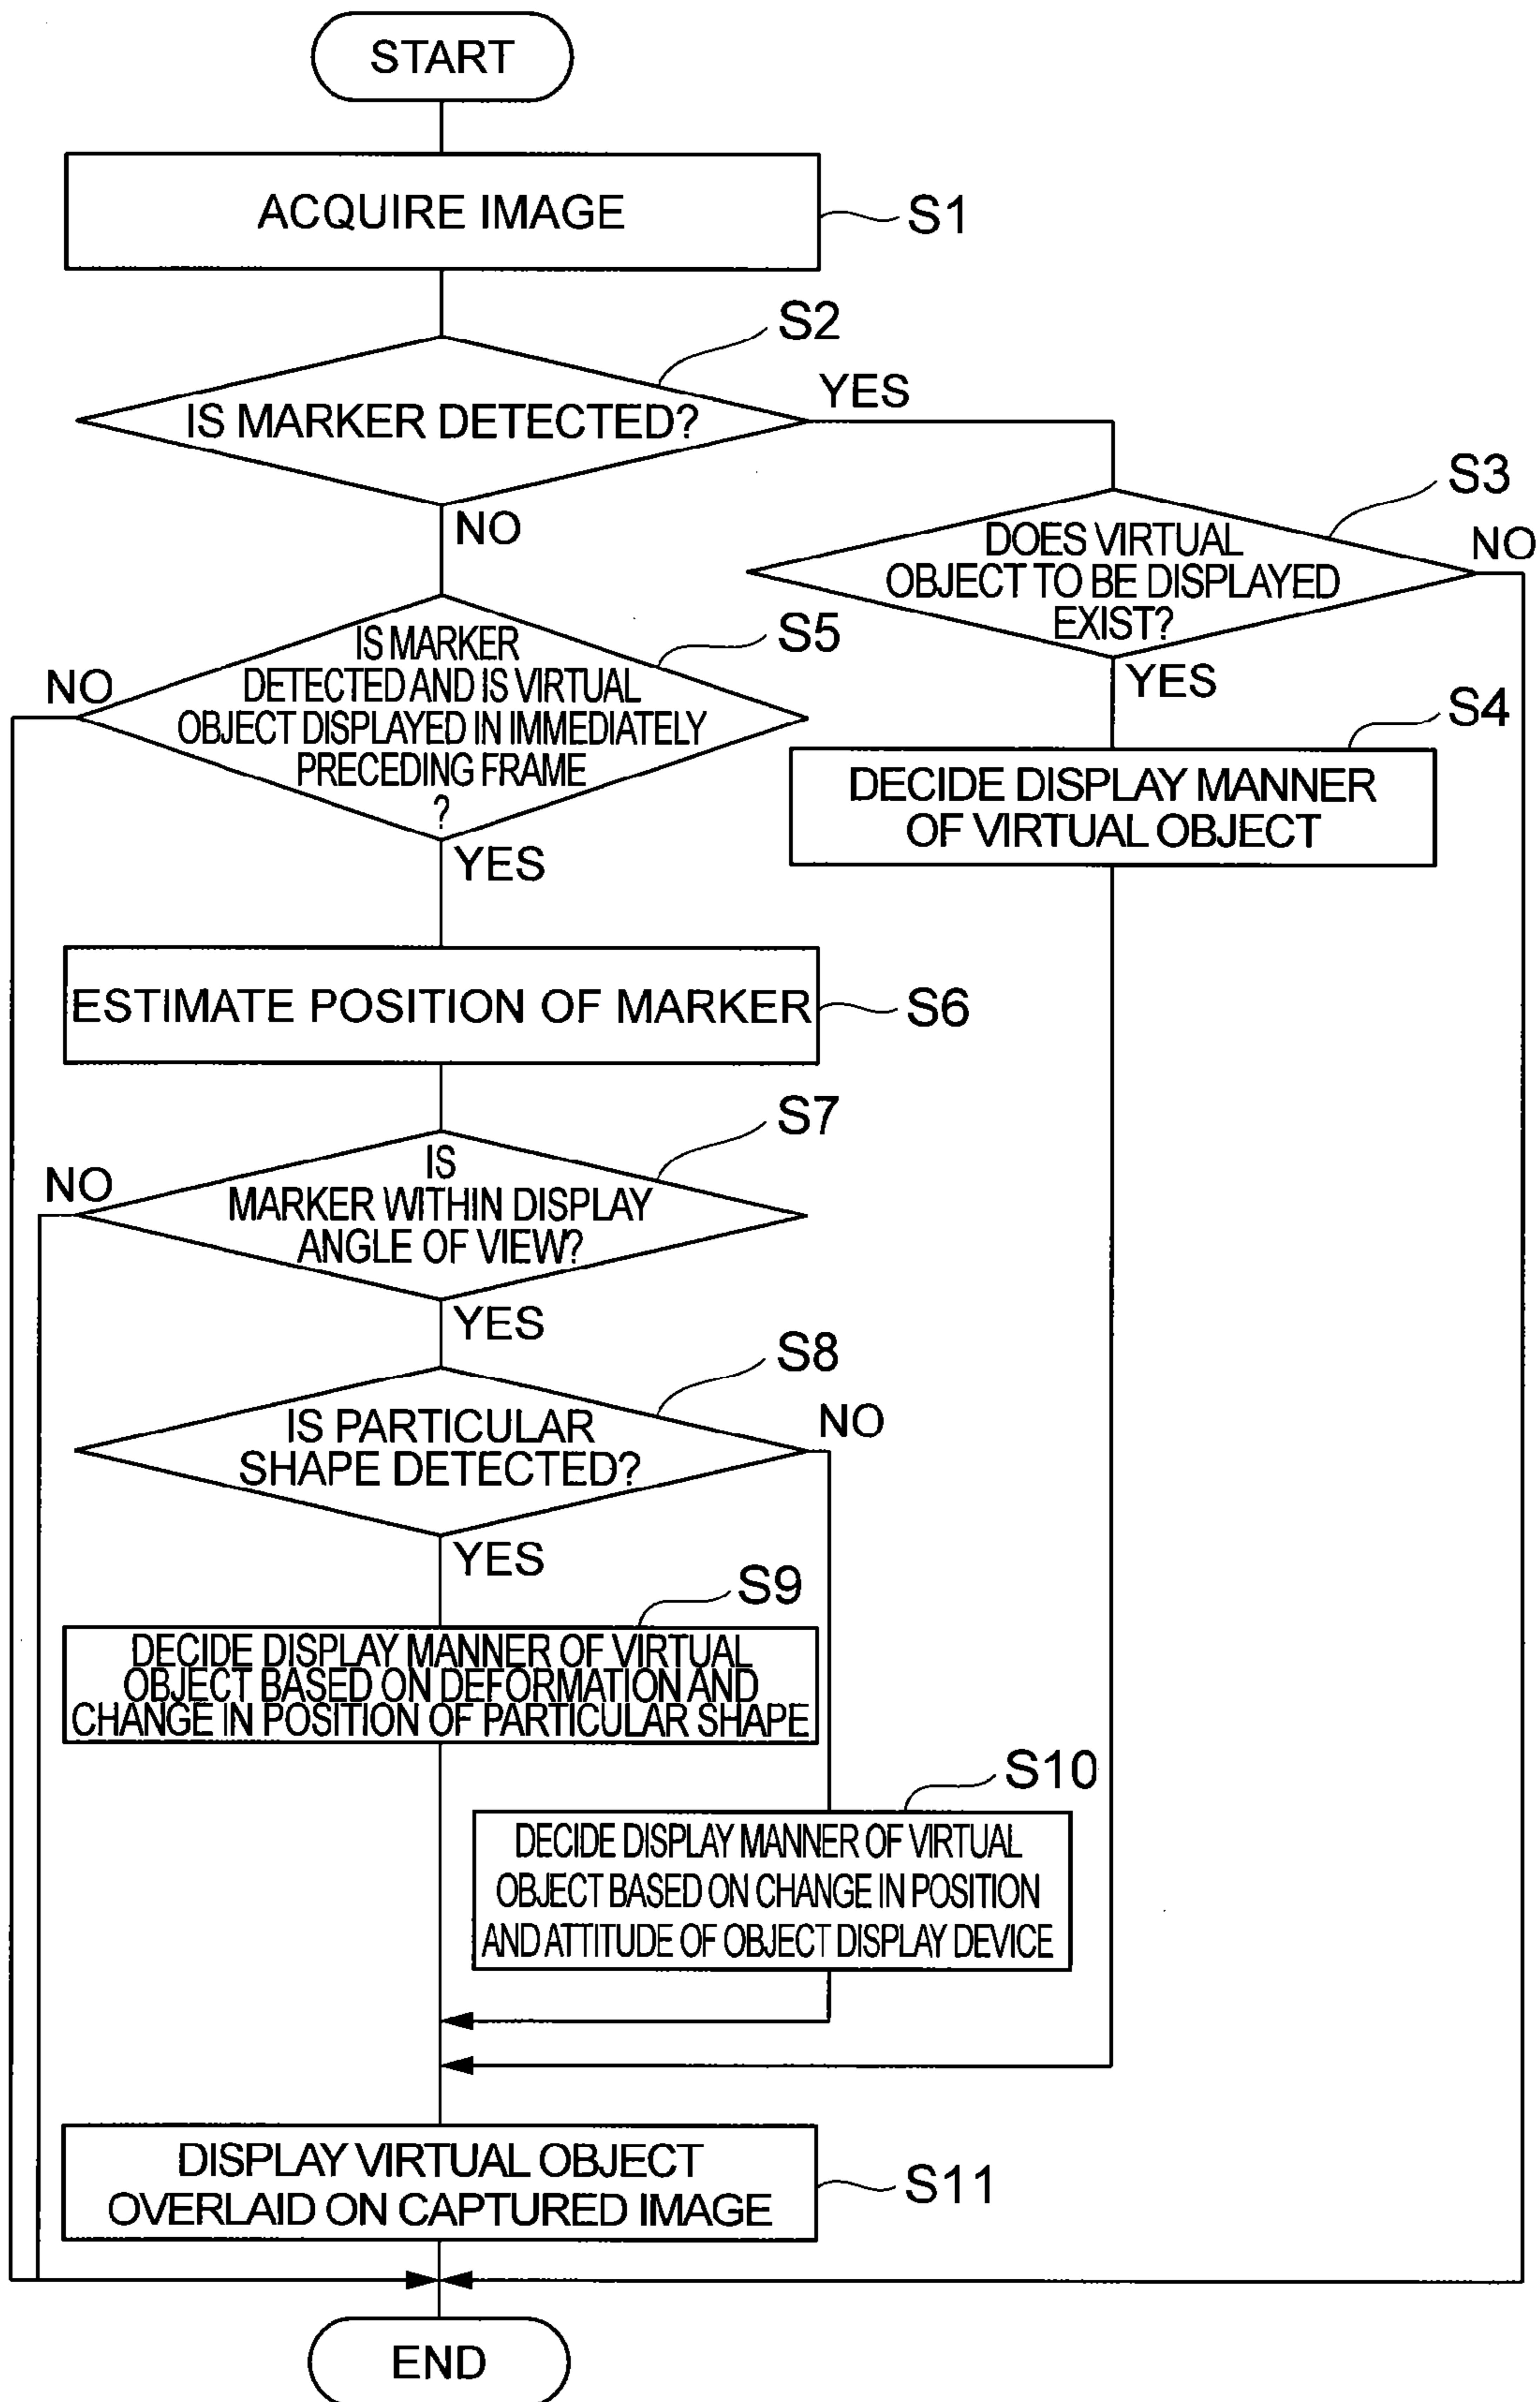 START
ACQUIRE IMAGE
S1
S2
IS MARKER DETECTED?
YES
NO
S3
DOES VIRTUAL
OBJECT TO BE DISPLAYED
EXIST?
NO
YES
S4
DECIDE DISPLAY MANNER
OF VIRTUAL OBJECT
S5
IS MARKER
DETECTED AND IS VIRTUAL
OBJECT DISPLAYED IN IMMEDIATELY
PRECEDING FRAME
?
NO
YES
ESTIMATE POSITION OF MARKER
S6
S7
IS
MARKER WITHIN DISPLAY
ANGLE OF VIEW?
NO
YES
S8
IS PARTICULAR
SHAPE DETECTED?
NO
YES
S9
DECIDE DISPLAY MANNER OF VIRTUAL
OBJECT BASED ON DEFORMATION AND
CHANGE IN POSITION OF PARTICULAR SHAPE
S10
DECIDE DISPLAY MANNER OF VIRTUAL
OBJECT BASED ON CHANGE IN POSITION
AND ATTITUDE OF OBJECT DISPLAY DEVICE
DISPLAY VIRTUAL OBJECT
OVERLAID ON CAPTURED IMAGE
S11
END